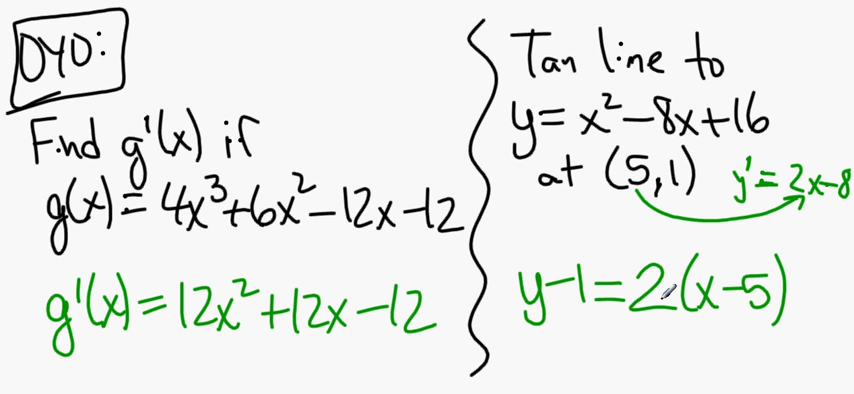 DYO:
Find g'(x) if
g(x)=4x³+6x²-12x-12
g'(x)=12x²+12x-12
Tan line to
y=x²-8x+16
at (5,1) y'=2x-8
y-1=2(x-5)